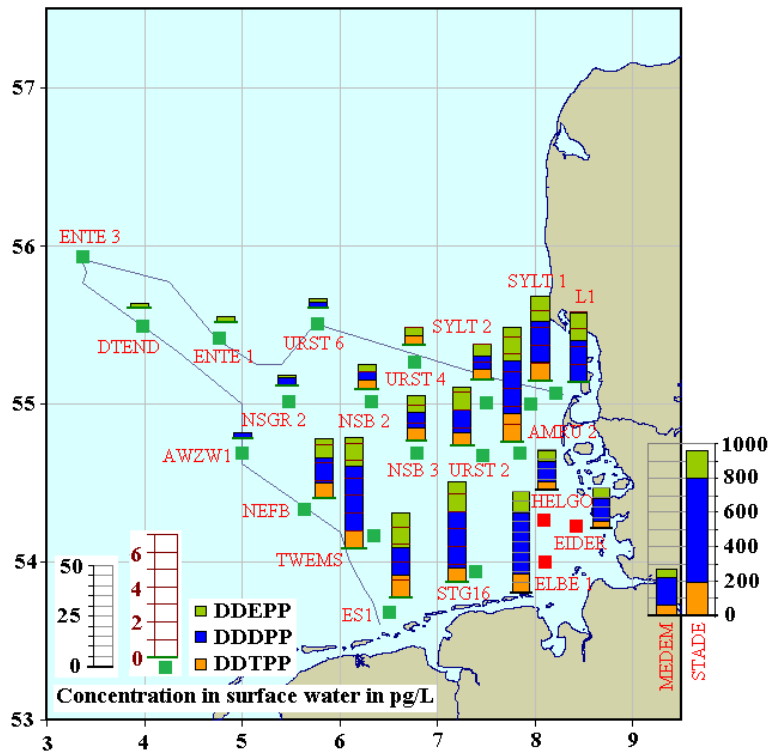 57
ENTE 3
56
SYLT 1
L1
DTEND
ENTE 1
URST 6
SYLT 2
URST 4
55
NSGR 2
NSB 2
AMRU 2
AWZW1
NSB 3
URST 2
1000
HELGO
800
NEFB
EIDER
600
TWEMS
400
54
50
6
STG16
ELBE 1
25
4
ES1
200
2
DDEPP
DDDPP
0
0
DDTPP
0
MEDEM
STADE
Concentration in surface water in pg/L
53
3 4 5 6 7 8 9